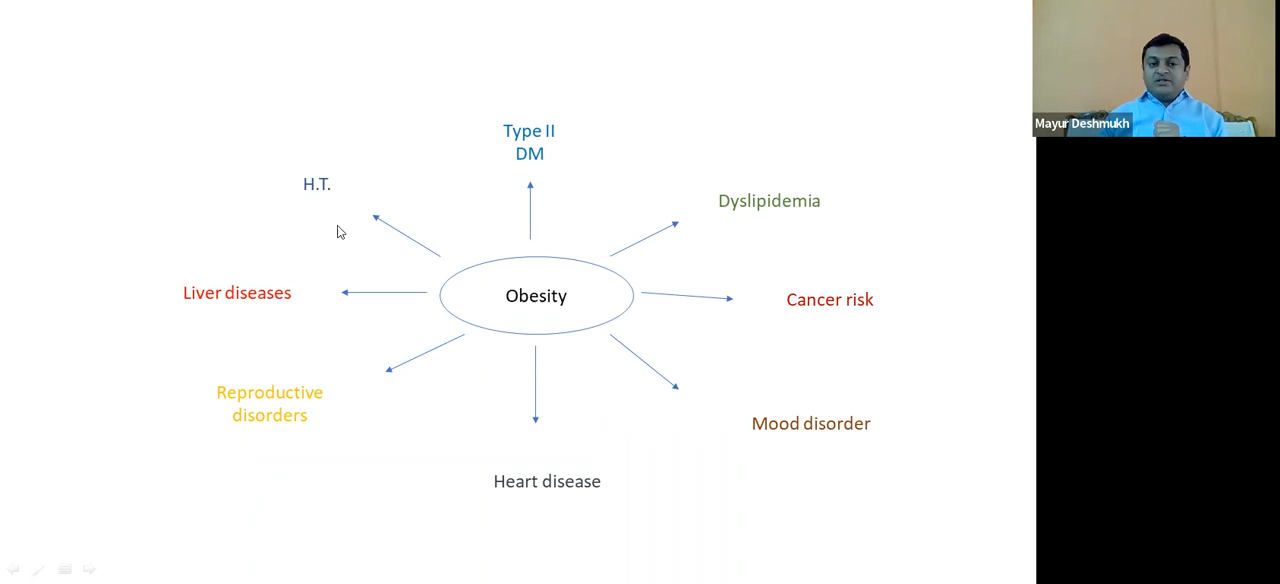 Mayur Deshmukh
Type II
DM
H.T.
Dyslipidemia
Obesity
Liver diseases
Cancer risk
Reproductive
disorders
Mood disorder
Heart disease